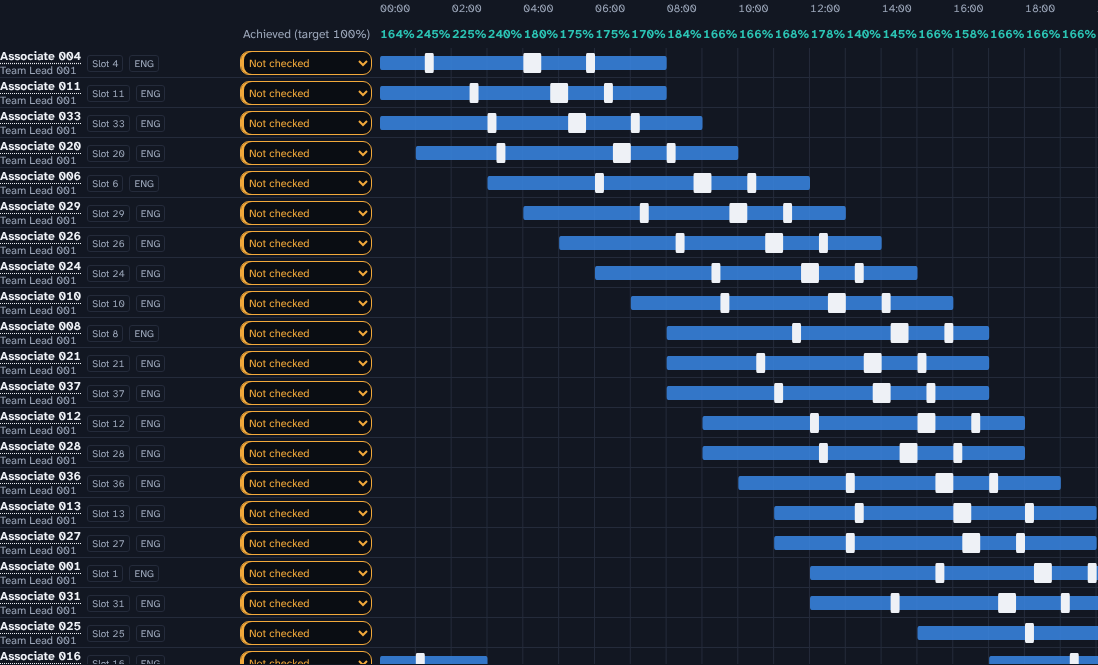 00:00 02:00 04:00 06:00 08:00 10:00 12:00 14:00 16:00 18:00
Achieved (target 100%) 164% 245% 225% 240% 180% 175% 175% 170% 184% 166% 166% 168% 178% 140% 145% 166% 158% 166% 166% 166%
Associate 004 Slot 4 ENG Not checked
Team Lead 001
Associate 011 Slot 11 ENG Not checked
Team Lead 001
Associate 033 Slot 33 ENG Not checked
Team Lead 001
Associate 020 Slot 20 ENG Not checked
Team Lead 001
Associate 006 Slot 6 ENG Not checked
Team Lead 001
Associate 029 Slot 29 ENG Not checked
Team Lead 001
Associate 026 Slot 26 ENG Not checked
Team Lead 001
Associate 024 Slot 24 ENG Not checked
Team Lead 001
Associate 010 Slot 10 ENG Not checked
Team Lead 001
Associate 008 Slot 8 ENG Not checked
Team Lead 001
Associate 021 Slot 21 ENG Not checked
Team Lead 001
Associate 037 Slot 37 ENG Not checked
Team Lead 001
Associate 012 Slot 12 ENG Not checked
Team Lead 001
Associate 028 Slot 28 ENG Not checked
Team Lead 001
Associate 036 Slot 36 ENG Not checked
Team Lead 001
Associate 013 Slot 13 ENG Not checked
Team Lead 001
Associate 027 Slot 27 ENG Not checked
Team Lead 001
Associate 001 Slot 1 ENG Not checked
Team Lead 001
Associate 031 Slot 31 ENG Not checked
Team Lead 001
Associate 025 Slot 25 ENG Not checked
Team Lead 001
Associate 016 Slot 16 ENG Not checked